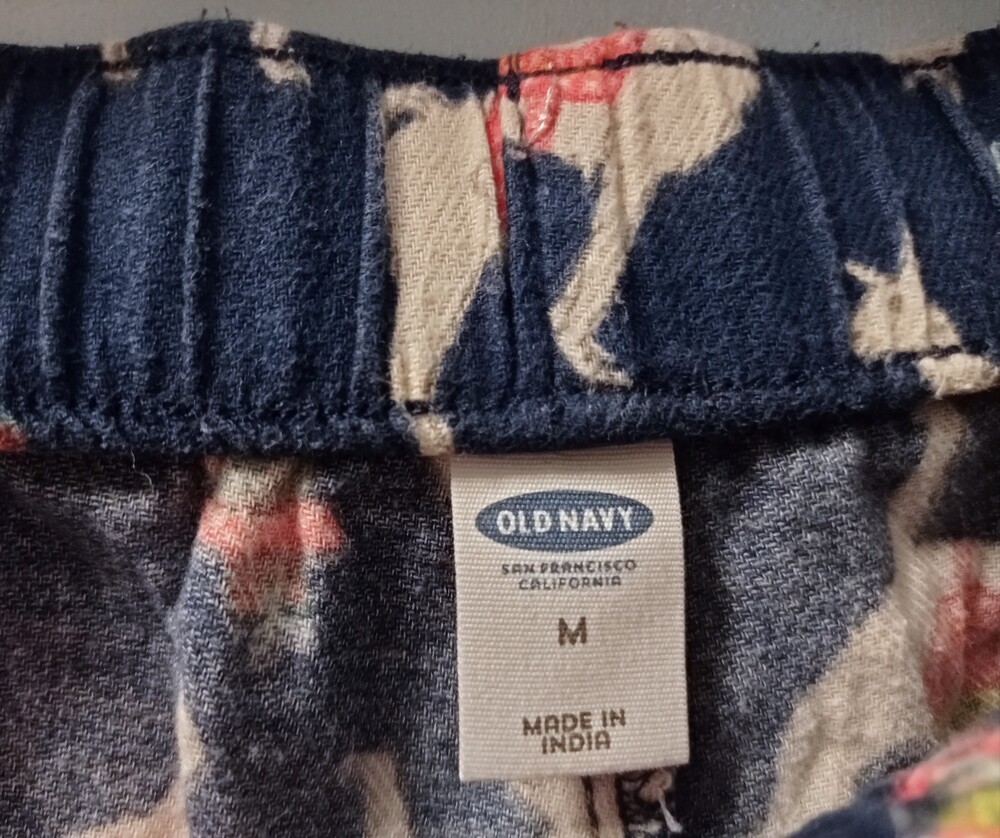 OLD NAVY
SAN FRANCISCO
CALIFORNIA
M
MADE IN
INDIA